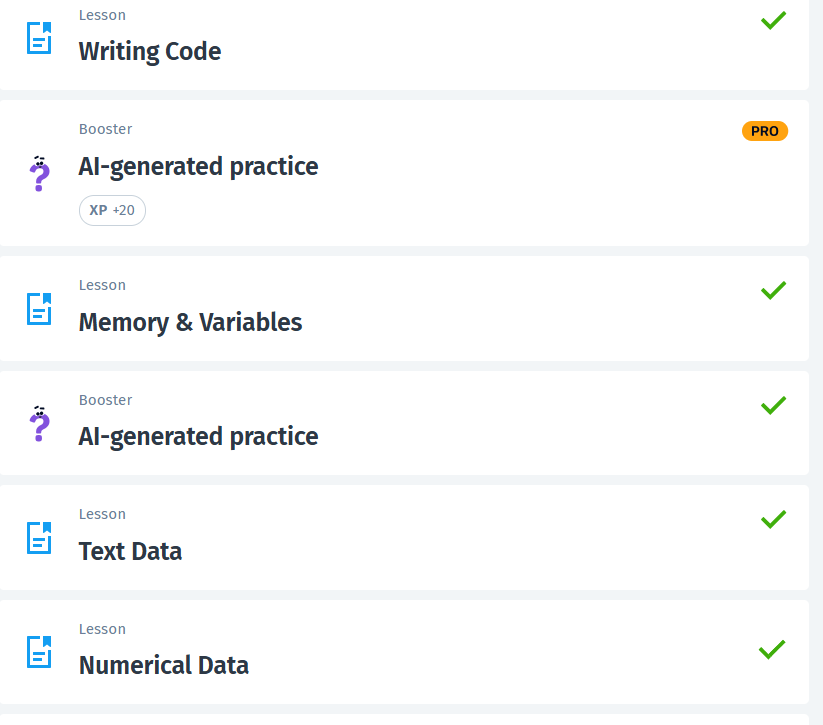 Lesson
Writing Code
Booster
PRO
AI-generated practice
XP +20
Lesson
Memory & Variables
Booster
AI-generated practice
Lesson
Text Data
Lesson
Numerical Data